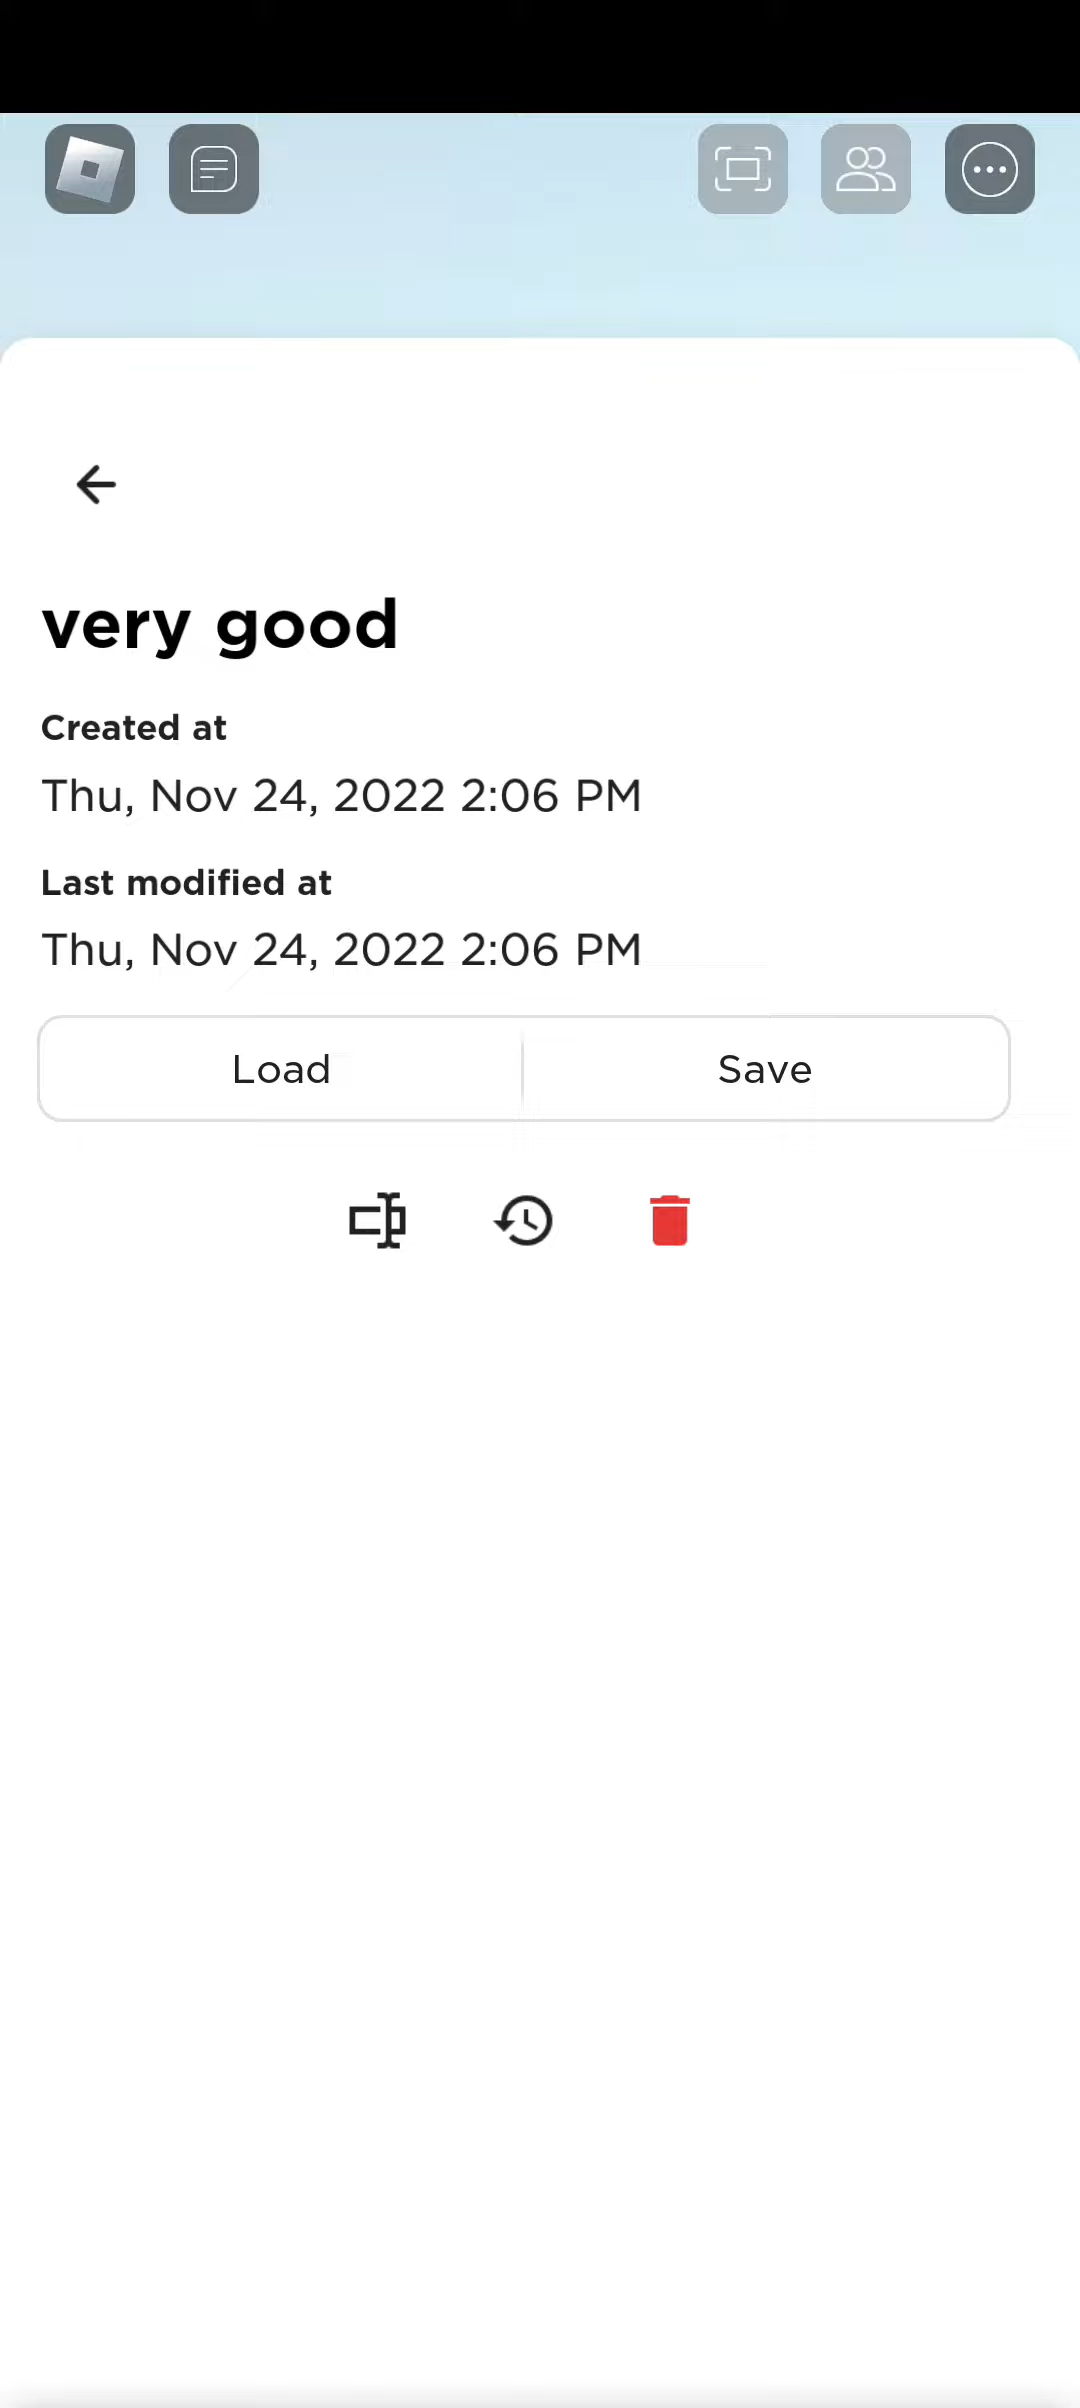 very good
Created at
Thu, Nov 24, 2022 2:06 PM
Last modified at
Thu, Nov 24, 2022 2:06 PM
Load
Save